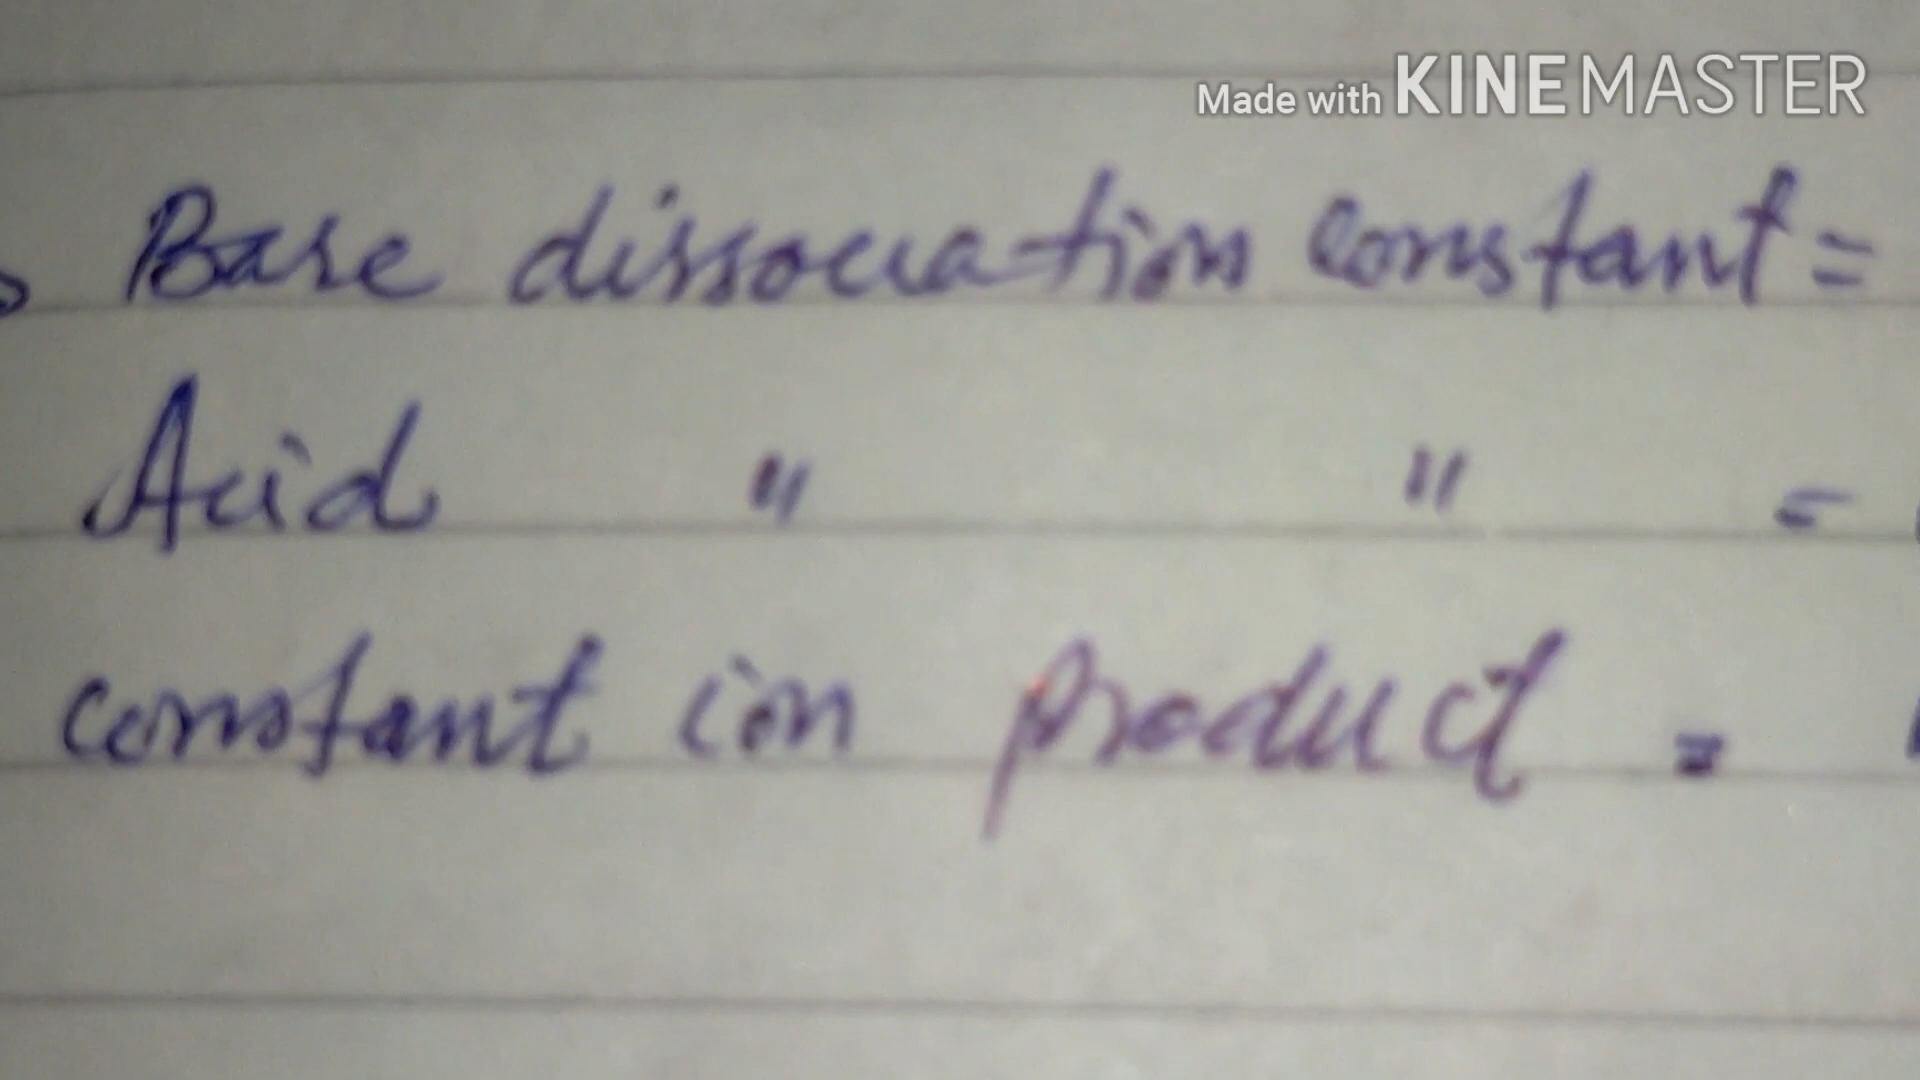 Made with KINEMASTER
Base dissociation constant =
Acid " " =
constant ion product =